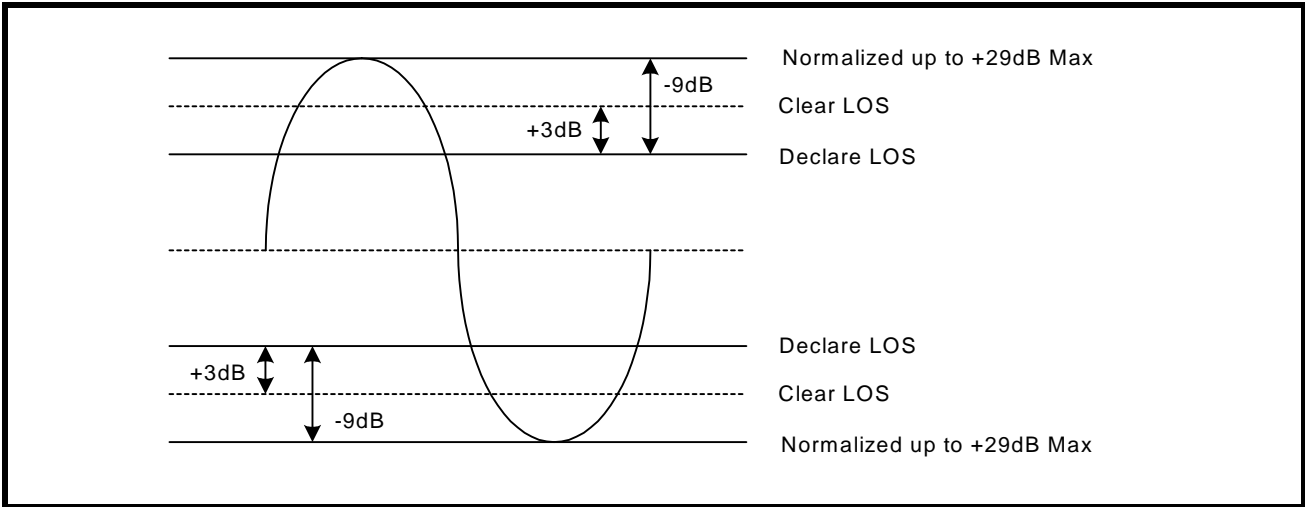 Normalized up to +29dB Max
-9dB
Clear LOS
+3dB
Declare LOS
Declare LOS
+3dB
Clear LOS
-9dB
Normalized up to +29dB Max